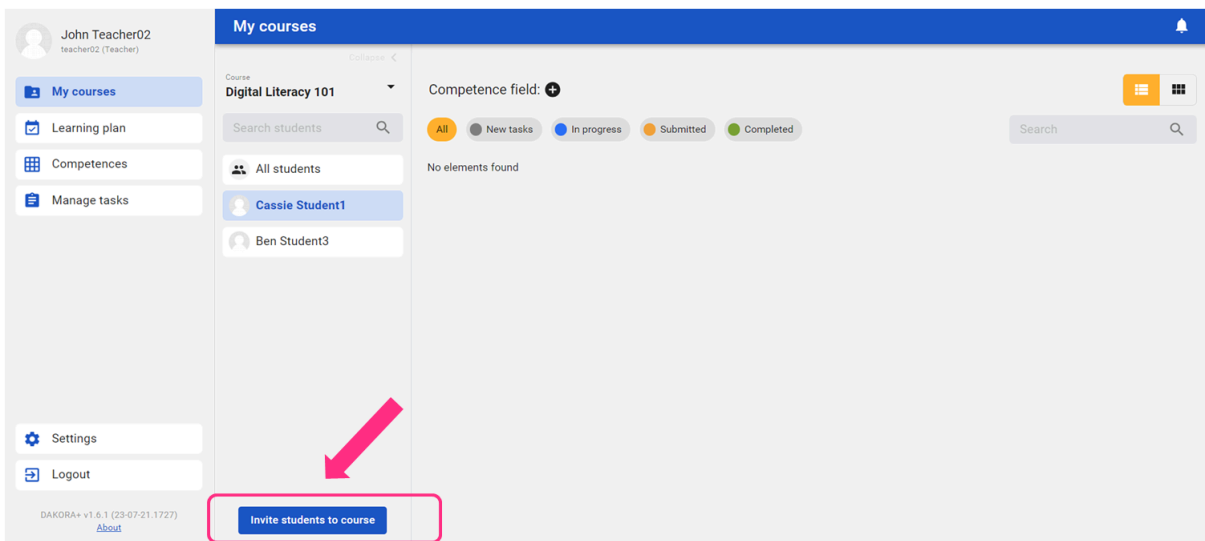 John Teacher02
teacher02 (Teacher)
My courses
Learning plan
Competences
Manage tasks
Settings
Logout
DAKORA+ v1.6.1 (23-07-21.1727)
About
My courses
Collapse
Course
Digital Literacy 101
Search students
All students
Cassie Student1
Ben Student3
Invite students to course
Competence field:
All New tasks In progress Submitted Completed
Search
No elements found